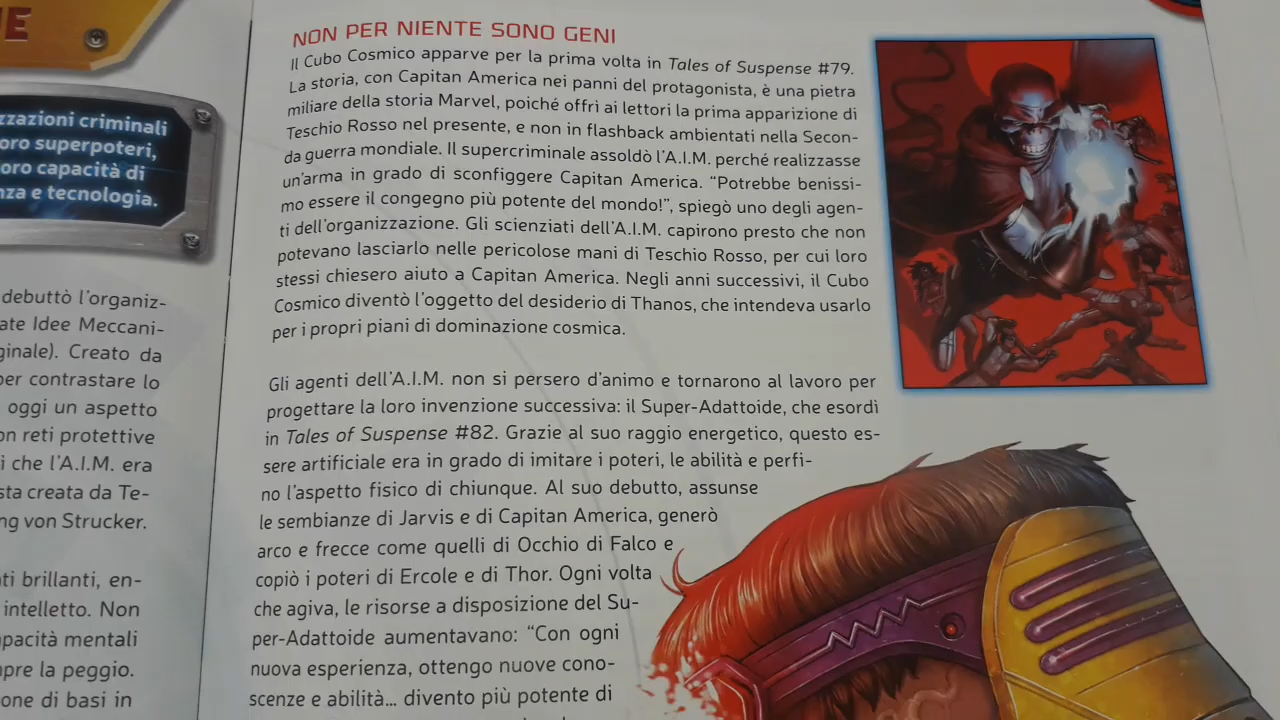 E
zzazioni criminali
oro superpoteri,
oro capacità di
nza e tecnologia.
debuttò l'organiz-
ate Idee Meccani-
ginale). Creato da
per contrastare lo
oggi un aspetto
on reti protettive
ì che l'A.I.M. era
sta creata da Te-
ng von Strucker.
ti brillanti, en-
intelletto. Non
pacità mentali
pre la peggio.
one di basi in
NON PER NIENTE SONO GENI
Il Cubo Cosmico apparve per la prima volta in Tales of Suspense #79.
La storia, con Capitan America nei panni del protagonista, è una pietra
miliare della storia Marvel, poiché offrì ai lettori la prima apparizione di
Teschio Rosso nel presente, e non in flashback ambientati nella Secon-
da guerra mondiale. Il supercriminale assoldò l'A.I.M. perché realizzasse
un'arma in grado di sconfiggere Capitan America. “Potrebbe benissi-
mo essere il congegno più potente del mondo!”, spiegò uno degli agen-
ti dell'organizzazione. Gli scienziati dell'A.I.M. capirono presto che non
potevano lasciarlo nelle pericolose mani di Teschio Rosso, per cui loro
stessi chiesero aiuto a Capitan America. Negli anni successivi, il Cubo
Cosmico diventò l'oggetto del desiderio di Thanos, che intendeva usarlo
per i propri piani di dominazione cosmica.
Gli agenti dell'A.I.M. non si persero d'animo e tornarono al lavoro per
progettare la loro invenzione successiva: il Super-Adattoide, che esordì
in Tales of Suspense #82. Grazie al suo raggio energetico, questo es-
sere artificiale era in grado di imitare i poteri, le abilità e perfi-
no l'aspetto fisico di chiunque. Al suo debutto, assunse
le sembianze di Jarvis e di Capitan America, generò
arco e frecce come quelli di Occhio di Falco e
copiò i poteri di Ercole e di Thor. Ogni volta
che agiva, le risorse a disposizione del Su-
per-Adattoide aumentavano: “Con ogni
nuova esperienza, ottengo nuove cono-
scenze e abilità... divento più potente di